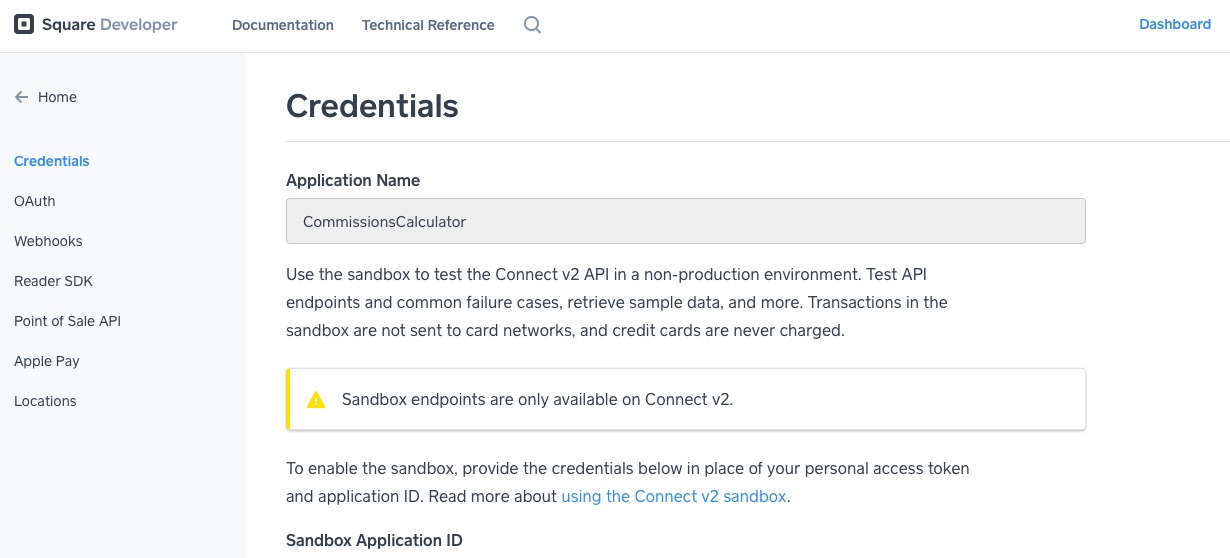 Square Developer
Documentation
Technical Reference
Dashboard
Home
Credentials
OAuth
Webhooks
Reader SDK
Point of Sale API
Apple Pay
Locations
Credentials
Application Name
CommissionsCalculator
Use the sandbox to test the Connect v2 API in a non-production environment. Test API
endpoints and common failure cases, retrieve sample data, and more. Transactions in the
sandbox are not sent to card networks, and credit cards are never charged.
Sandbox endpoints are only available on Connect v2.
To enable the sandbox, provide the credentials below in place of your personal access token
and application ID. Read more about using the Connect v2 sandbox.
Sandbox Application ID